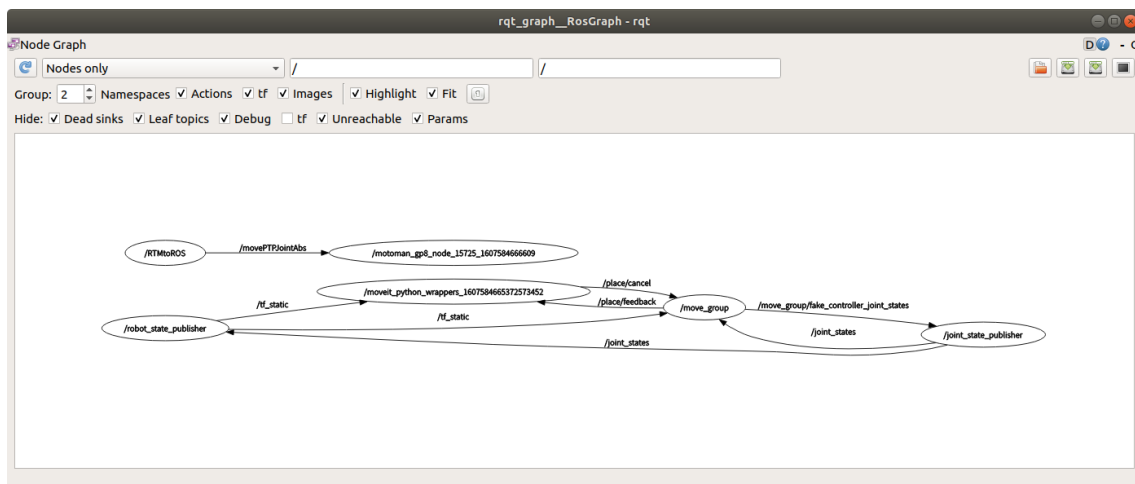 rqt_graph__RosGraph - rqt
Node Graph
D
Nodes only / /
Group: 2 Namespaces Actions tf Images Highlight Fit
Hide: Dead sinks Leaf topics Debug tf Unreachable Params
/RTMtoROS /movePTPJointAbs /motoman_gp8_node_15725_1607584666609
/place/cancel
/moveit_python_wrappers_1607584665372573452
/tf_static /place/feedback /move_group /move_group/fake_controller_joint_states
/robot_state_publisher /tf_static /joint_states /joint_state_publisher
/joint_states